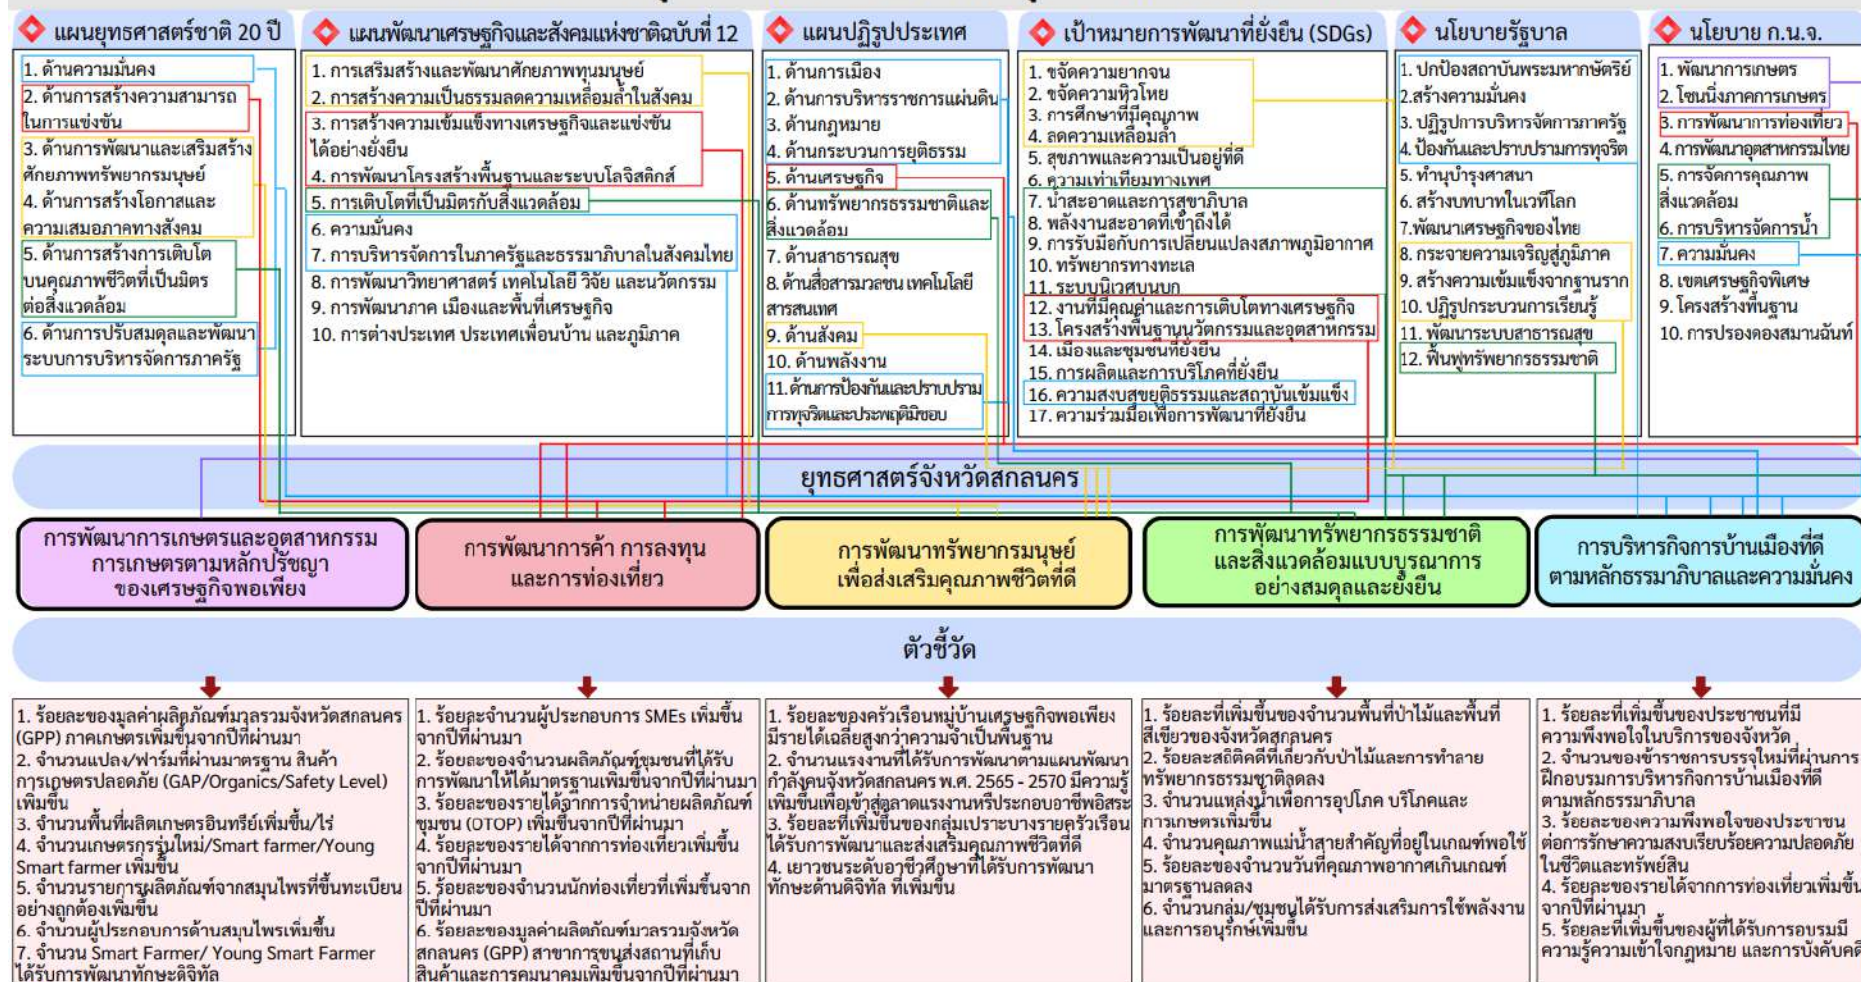 แผนยุทธศาสตร์ชาติ 20 ปี
1. ด้านความมั่นคง
2. ด้านการสร้างความสามารถ
ในการแข่งขัน
3. ด้านการพัฒนาและเสริมสร้าง
ศักยภาพทรัพยากรมนุษย์
4. ด้านการสร้างโอกาสและ
ความเสมอภาคทางสังคม
5. ด้านการสร้างการเติบโต
บนคุณภาพชีวิตที่เป็นมิตร
ต่อสิ่งแวดล้อม
6. ด้านการปรับสมดุลและพัฒนา
ระบบการบริหารจัดการภาครัฐ
แผนพัฒนาเศรษฐกิจและสังคมแห่งชาติฉบับที่ 12
1. การเสริมสร้างและพัฒนาศักยภาพทุนมนุษย์
2. การสร้างความเป็นธรรมลดความเหลื่อมล้ำในสังคม
3. การสร้างความเข้มแข็งทางเศรษฐกิจและแข่งขัน
ได้อย่างยั่งยืน
4. การพัฒนาโครงสร้างพื้นฐานและระบบโลจิสติกส์
5. การเติบโตที่เป็นมิตรกับสิ่งแวดล้อม
6. ความมั่นคง
7. การบริหารจัดการในภาครัฐและธรรมาภิบาลในสังคมไทย
8. การพัฒนาวิทยาศาสตร์ เทคโนโลยี วิจัย และนวัตกรรม
9. การพัฒนาภาค เมืองและพื้นที่เศรษฐกิจ
10. การต่างประเทศ ประเทศเพื่อนบ้าน และภูมิภาค
แผนปฏิรูปประเทศ
1. ด้านการเมือง
2. ด้านการบริหารราชการแผ่นดิน
3. ด้านกฎหมาย
4. ด้านกระบวนการยุติธรรม
5. ด้านเศรษฐกิจ
6. ด้านทรัพยากรธรรมชาติและ
สิ่งแวดล้อม
7. ด้านสาธารณสุข
8. ด้านสื่อสารมวลชน เทคโนโลยี
สารสนเทศ
9. ด้านสังคม
10. ด้านพลังงาน
11. ด้านการป้องกันและปราบปราม
การทุจริตและประพฤติมิชอบ
เป้าหมายการพัฒนาที่ยั่งยืน (SDGs)
1. ขจัดความยากจน
2. ขจัดความหิวโหย
3. การศึกษาที่มีคุณภาพ
4. ลดความเหลื่อมล้ำ
5. สุขภาพและความเป็นอยู่ที่ดี
6. ความเท่าเทียมทางเพศ
7. น้ำสะอาดและการสุขาภิบาล
8. พลังงานสะอาดที่เข้าถึงได้
9. การรับมือกับการเปลี่ยนแปลงสภาพภูมิอากาศ
10. ทรัพยากรทางทะเล
11. ระบบนิเวศบนบก
12. งานที่มีคุณค่าและการเติบโตทางเศรษฐกิจ
13. โครงสร้างพื้นฐานนวัตกรรมและอุตสาหกรรม
14. เมืองและชุมชนที่ยั่งยืน
15. การผลิตและการบริโภคที่ยั่งยืน
16. ความสงบสุขยุติธรรมและสถาบันเข้มแข็ง
17. ความร่วมมือเพื่อการพัฒนาที่ยั่งยืน
นโยบายรัฐบาล
1. ปกป้องสถาบันพระมหากษัตริย์
2.สร้างความมั่นคง
3. ปฏิรูปการบริหารจัดการภาครัฐ
4. ป้องกันและปราบปรามการทุจริต
5. ทำนุบำรุงศาสนา
6. สร้างบทบาทในเวทีโลก
7.พัฒนาเศรษฐกิจของไทย
8. กระจายความเจริญสู่ภูมิภาค
9. สร้างความเข้มแข็งจากฐานราก
10. ปฏิรูปกระบวนการเรียนรู้
11. พัฒนาระบบสาธารณสุข
12. ฟื้นฟูทรัพยากรธรรมชาติ
นโยบาย ก.น.จ.
1. พัฒนาการเกษตร
2. โซนนิ่งภาคการเกษตร
3. การพัฒนาการท่องเที่ยว
4.การพัฒนาอุตสาหกรรมไทย
5. การจัดการคุณภาพ
สิ่งแวดล้อม
6. การบริหารจัดการน้ำ
7. ความมั่นคง
8. เขตเศรษฐกิจพิเศษ
9. โครงสร้างพื้นฐาน
10. การปรองดองสมานฉันท์
ยุทธศาสตร์จังหวัดสกลนคร
การพัฒนาการเกษตรและอุตสาหกรรม
การเกษตรตามหลักปรัชญา
ของเศรษฐกิจพอเพียง
การพัฒนาการค้า การลงทุน
และการท่องเที่ยว
การพัฒนาทรัพยากรมนุษย์
เพื่อส่งเสริมคุณภาพชีวิตที่ดี
การพัฒนาทรัพยากรธรรมชาติ
และสิ่งแวดล้อมแบบบูรณาการ
อย่างสมดุลและยั่งยืน
การบริหารกิจการบ้านเมืองที่ดี
ตามหลักธรรมาภิบาลและความมั่นคง
ตัวชี้วัด
1. ร้อยละของมูลค่าผลิตภัณฑ์มวลรวมจังหวัดสกลนคร
(GPP) ภาคเกษตรเพิ่มขึ้นจากปีที่ผ่านมา
2. จำนวนแปลง/ฟาร์มที่ผ่านมาตรฐาน สินค้า
การเกษตรปลอดภัย (GAP/Organics/Safety Level)
เพิ่มขึ้น
3. จำนวนพื้นที่ผลิตเกษตรอินทรีย์เพิ่มขึ้น/ไร่
4. จำนวนเกษตรกรรุ่นใหม่/Smart farmer/Young
Smart farmer เพิ่มขึ้น
5. จำนวนรายการผลิตภัณฑ์จากสมุนไพรที่ขึ้นทะเบียน
อย่างถูกต้องเพิ่มขึ้น
6. จำนวนผู้ประกอบการด้านสมุนไพรเพิ่มขึ้น
7. จำนวน Smart Farmer/ Young Smart Farmer
ได้รับการพัฒนาทักษะดิจิทัล
1. ร้อยละจำนวนผู้ประกอบการ SMEs เพิ่มขึ้น
จากปีที่ผ่านมา
2. ร้อยละของจำนวนผลิตภัณฑ์ชุมชนที่ได้รับ
การพัฒนาให้ได้มาตรฐานเพิ่มขึ้นจากปีที่ผ่านมา
3. ร้อยละของรายได้จากการจำหน่ายผลิตภัณฑ์
ชุมชน (OTOP) เพิ่มขึ้นจากปีที่ผ่านมา
4. ร้อยละของรายได้จากการท่องเที่ยวเพิ่มขึ้น
จากปีที่ผ่านมา
5. ร้อยละของจำนวนนักท่องเที่ยวที่เพิ่มขึ้นจาก
ปีที่ผ่านมา
6. ร้อยละของมูลค่าผลิตภัณฑ์มวลรวมจังหวัด
สกลนคร (GPP) สาขาการขนส่งสถานที่เก็บ
สินค้าและการคมนาคมเพิ่มขึ้นจากปีที่ผ่านมา
1. ร้อยละของครัวเรือนหมู่บ้านเศรษฐกิจพอเพียง
มีรายได้เฉลี่ยสูงกว่าความจำเป็นพื้นฐาน
2. จำนวนแรงงานที่ได้รับการพัฒนาตามแผนพัฒนา
กำลังคนจังหวัดสกลนคร พ.ศ. 2565 - 2570 มีความรู้
เพิ่มขึ้นเพื่อเข้าสู่ตลาดแรงงานหรือประกอบอาชีพอิสระ
3. ร้อยละที่เพิ่มขึ้นของกลุ่มเปราะบางรายครัวเรือน
ได้รับการพัฒนาและส่งเสริมคุณภาพชีวิตที่ดี
4. เยาวชนระดับอาชีวศึกษาที่ได้รับการพัฒนา
ทักษะด้านดิจิทัล ที่เพิ่มขึ้น
1. ร้อยละที่เพิ่มขึ้นของจำนวนพื้นที่ป่าไม้และพื้นที่
สีเขียวของจังหวัดสกลนคร
2. ร้อยละสถิติคดีที่เกี่ยวกับป่าไม้และการทำลาย
ทรัพยากรธรรมชาติลดลง
3. จำนวนแหล่งน้ำเพื่อการอุปโภค บริโภคและ
การเกษตรเพิ่มขึ้น
4. จำนวนคุณภาพแม่น้ำสายสำคัญที่อยู่ในเกณฑ์พอใช้
5. ร้อยละของจำนวนวันที่คุณภาพอากาศเกินเกณฑ์
มาตรฐานลดลง
6. จำนวนกลุ่ม/ชุมชนได้รับการส่งเสริมการใช้พลังงาน
และการอนุรักษ์เพิ่มขึ้น
1. ร้อยละที่เพิ่มขึ้นของประชาชนที่มี
ความพึงพอใจในบริการของจังหวัด
2. จำนวนของข้าราชการบรรจุใหม่ที่ผ่านการ
ฝึกอบรมการบริหารกิจการบ้านเมืองที่ดี
ตามหลักธรรมาภิบาล
3. ร้อยละของความพึงพอใจของประชาชน
ต่อการรักษาความสงบเรียบร้อยความปลอดภัย
ในชีวิตและทรัพย์สิน
4. ร้อยละของรายได้จากการท่องเที่ยวเพิ่มขึ้น
จากปีที่ผ่านมา
5. ร้อยละที่เพิ่มขึ้นของผู้ที่ได้รับการอบรมมี
ความรู้ความเข้าใจกฎหมาย และการบังคับคดี